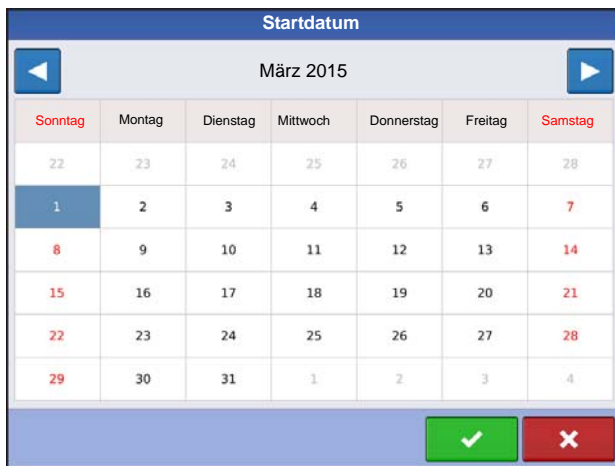 Startdatum
März 2015
Sonntag Montag Dienstag Mittwoch Donnerstag Freitag Samstag
22 23 24 25 26 27 28
1 2 3 4 5 6 7
8 9 10 11 12 13 14
15 16 17 18 19 20 21
22 23 24 25 26 27 28
29 30 31 1 2 3 4